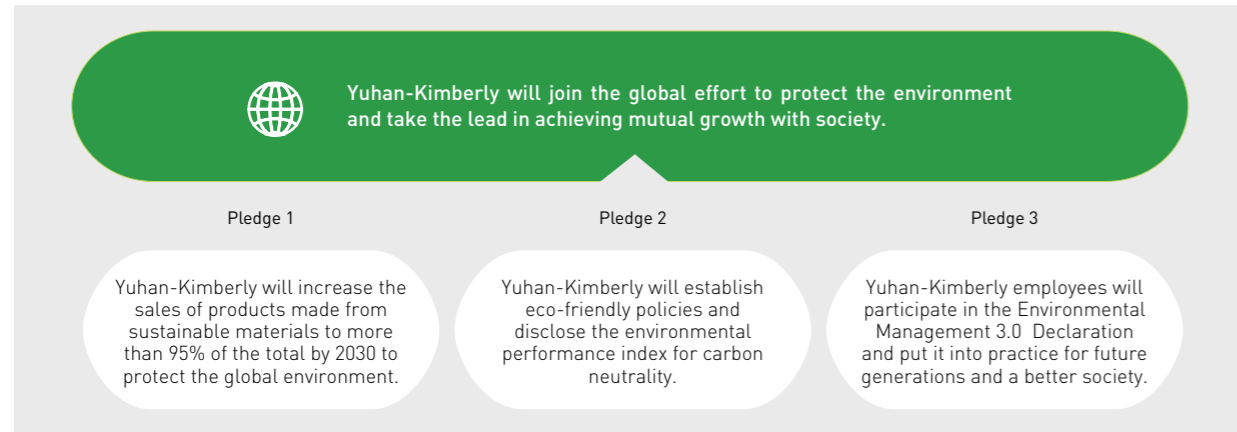 Yuhan-Kimberly will join the global effort to protect the environment
and take the lead in achieving mutual growth with society.
Pledge 1
Yuhan-Kimberly will increase the
sales of products made from
sustainable materials to more
than 95% of the total by 2030 to
protect the global environment.
Pledge 2
Yuhan-Kimberly will establish
eco-friendly policies and
disclose the environmental
performance index for carbon
neutrality.
Pledge 3
Yuhan-Kimberly employees will
participate in the Environmental
Management 3.0 Declaration
and put it into practice for future
generations and a better society.